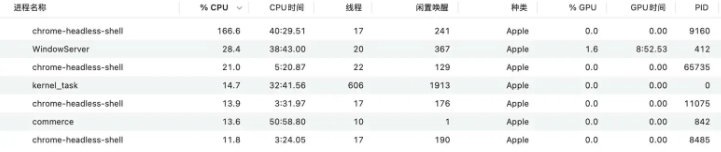 进程名称 % CPU CPU时间 线程 闲置唤醒 种类 % GPU GPU时间 PID
chrome-headless-shell 166.6 40:29.51 17 241 Apple 0.0 0.00 9160
WindowServer 28.4 38:43.00 20 367 Apple 1.6 8:52.53 412
chrome-headless-shell 21.0 5:20.87 22 129 Apple 0.0 0.00 65735
kernel_task 14.7 32:41.56 606 1913 Apple 0.0 0.00 0
chrome-headless-shell 13.9 3:31.97 17 176 Apple 0.0 0.00 11075
commerce 13.6 50:58.80 10 1 Apple 0.0 0.00 842
chrome-headless-shell 11.8 3:24.05 17 190 Apple 0.0 0.00 8485